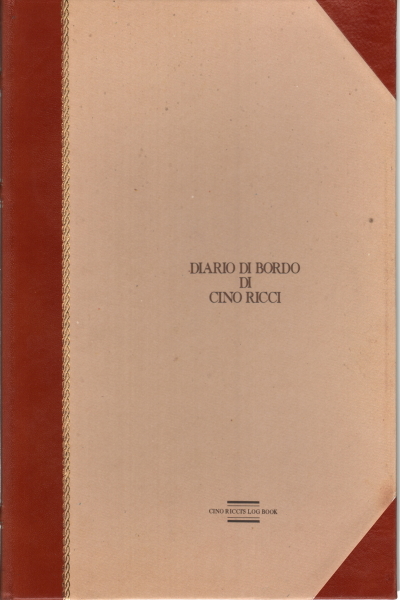 DIARIO DI BORDO
DI
CINO RICCI
CINO RICCI'S LOG BOOK